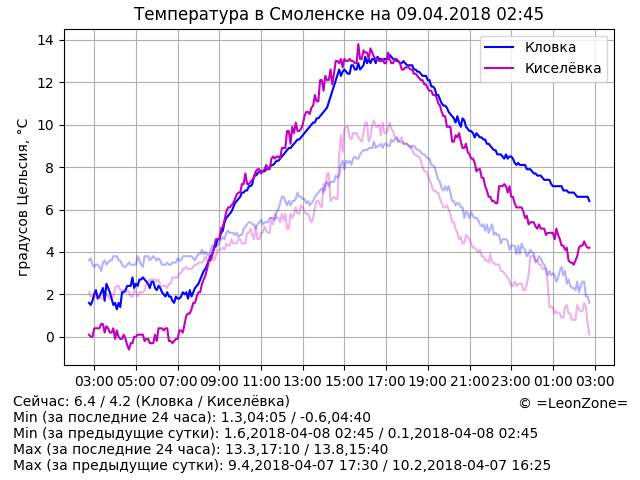 Температура в Смоленске на 09.04.2018 02:45
Кловка
Киселёвка
градусов Цельсия, °C
14
12
10
8
6
4
2
0
03:00 05:00 07:00 09:00 11:00 13:00 15:00 17:00 19:00 21:00 23:00 01:00 03:00
Сейчас: 6.4 / 4.2 (Кловка / Киселёвка)
© =LeonZone=
Min (за последние 24 часа): 1.3,04:05 / -0.6,04:40
Min (за предыдущие сутки): 1.6,2018-04-08 02:45 / 0.1,2018-04-08 02:45
Max (за последние 24 часа): 13.3,17:10 / 13.8,15:40
Max (за предыдущие сутки): 9.4,2018-04-07 17:30 / 10.2,2018-04-07 16:25